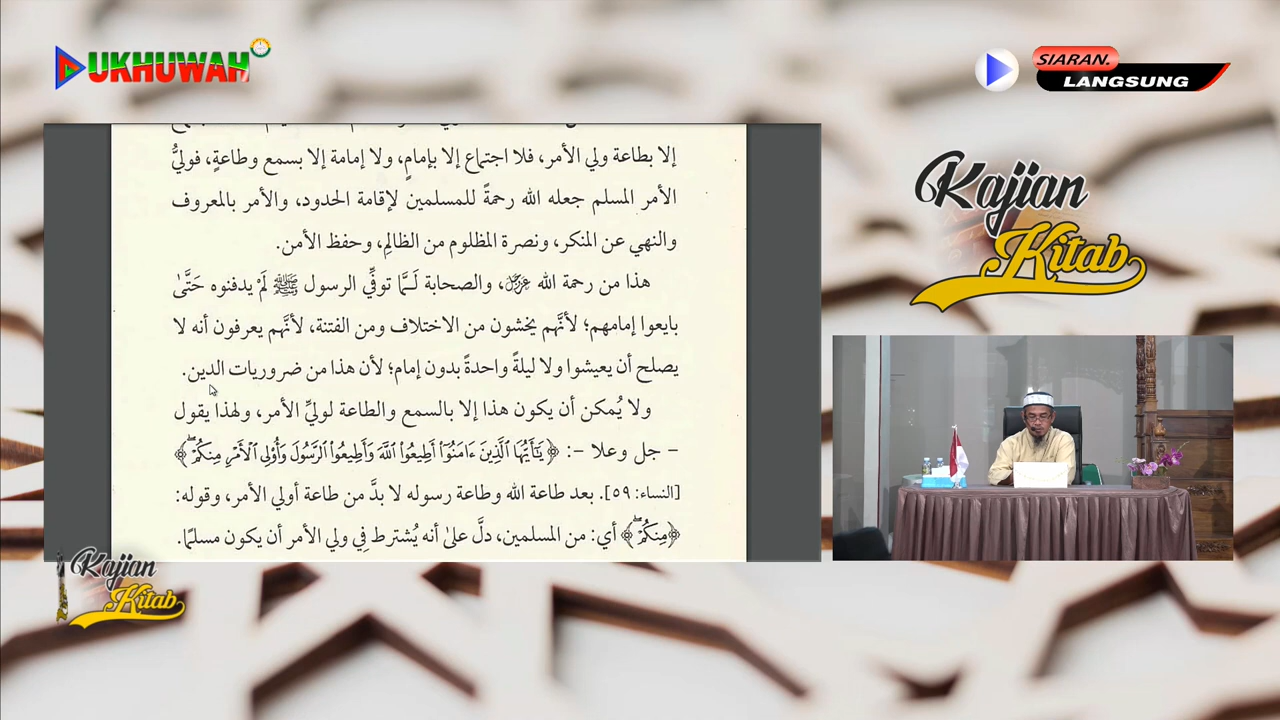 UKHUWAH
SIARAN.
LANGSUNG
إلا بطاعة ولي الأمر، فلا اجتماع إلا بإمامٍ، ولا إمامة إلا بسمع وطاعةٍ، فوليُّ
الأمر المسلم جعله الله رحمةً للمسلمين لإقامة الحدود، والأمر بالمعروف
والنهي عن المنكر، ونصرة المظلوم من الظالِمِ، وحفظ الأمن.
هذا من رحمة الله عز وجل، والصحابة لَـمَّا توفِّي الرسول ﷺ لَمْ يدفنوه حَتَّىٰ
بايعوا إمامهم؛ لأنَّهم يخشون من الاختلاف ومن الفتنة، لأنَّهم يعرفون أنه لا
يصلح أن يعيشوا ولا ليلةً واحدةً بدون إمام؛ لأن هذا من ضروريات الدين.
ولا يُمكن أن يكون هذا إلا بالسمع والطاعة لوليِّ الأمر، ولهذا يقول
– جل وعلا –: ﴿يَٰٓأَيُّهَا ٱلَّذِينَ ءَامَنُوٓا۟ أَطِيعُوا۟ ٱللَّهَ وَأَطِيعُوا۟ ٱلرَّسُولَ وَأُو۟لِى ٱلْأَمْرِ مِنكُمْ ۖ﴾
[النساء: ٥٩]. بعد طاعة الله وطاعة رسوله لا بدَّ من طاعة أولي الأمر، وقوله:
﴿مِنكُمْ ۖ﴾ أي: من المسلمين، دلَّ علىٰ أنه يُشترط فِي ولي الأمر أن يكون مسلمًا.
Kajian
Kitab
Kajian
Kitab